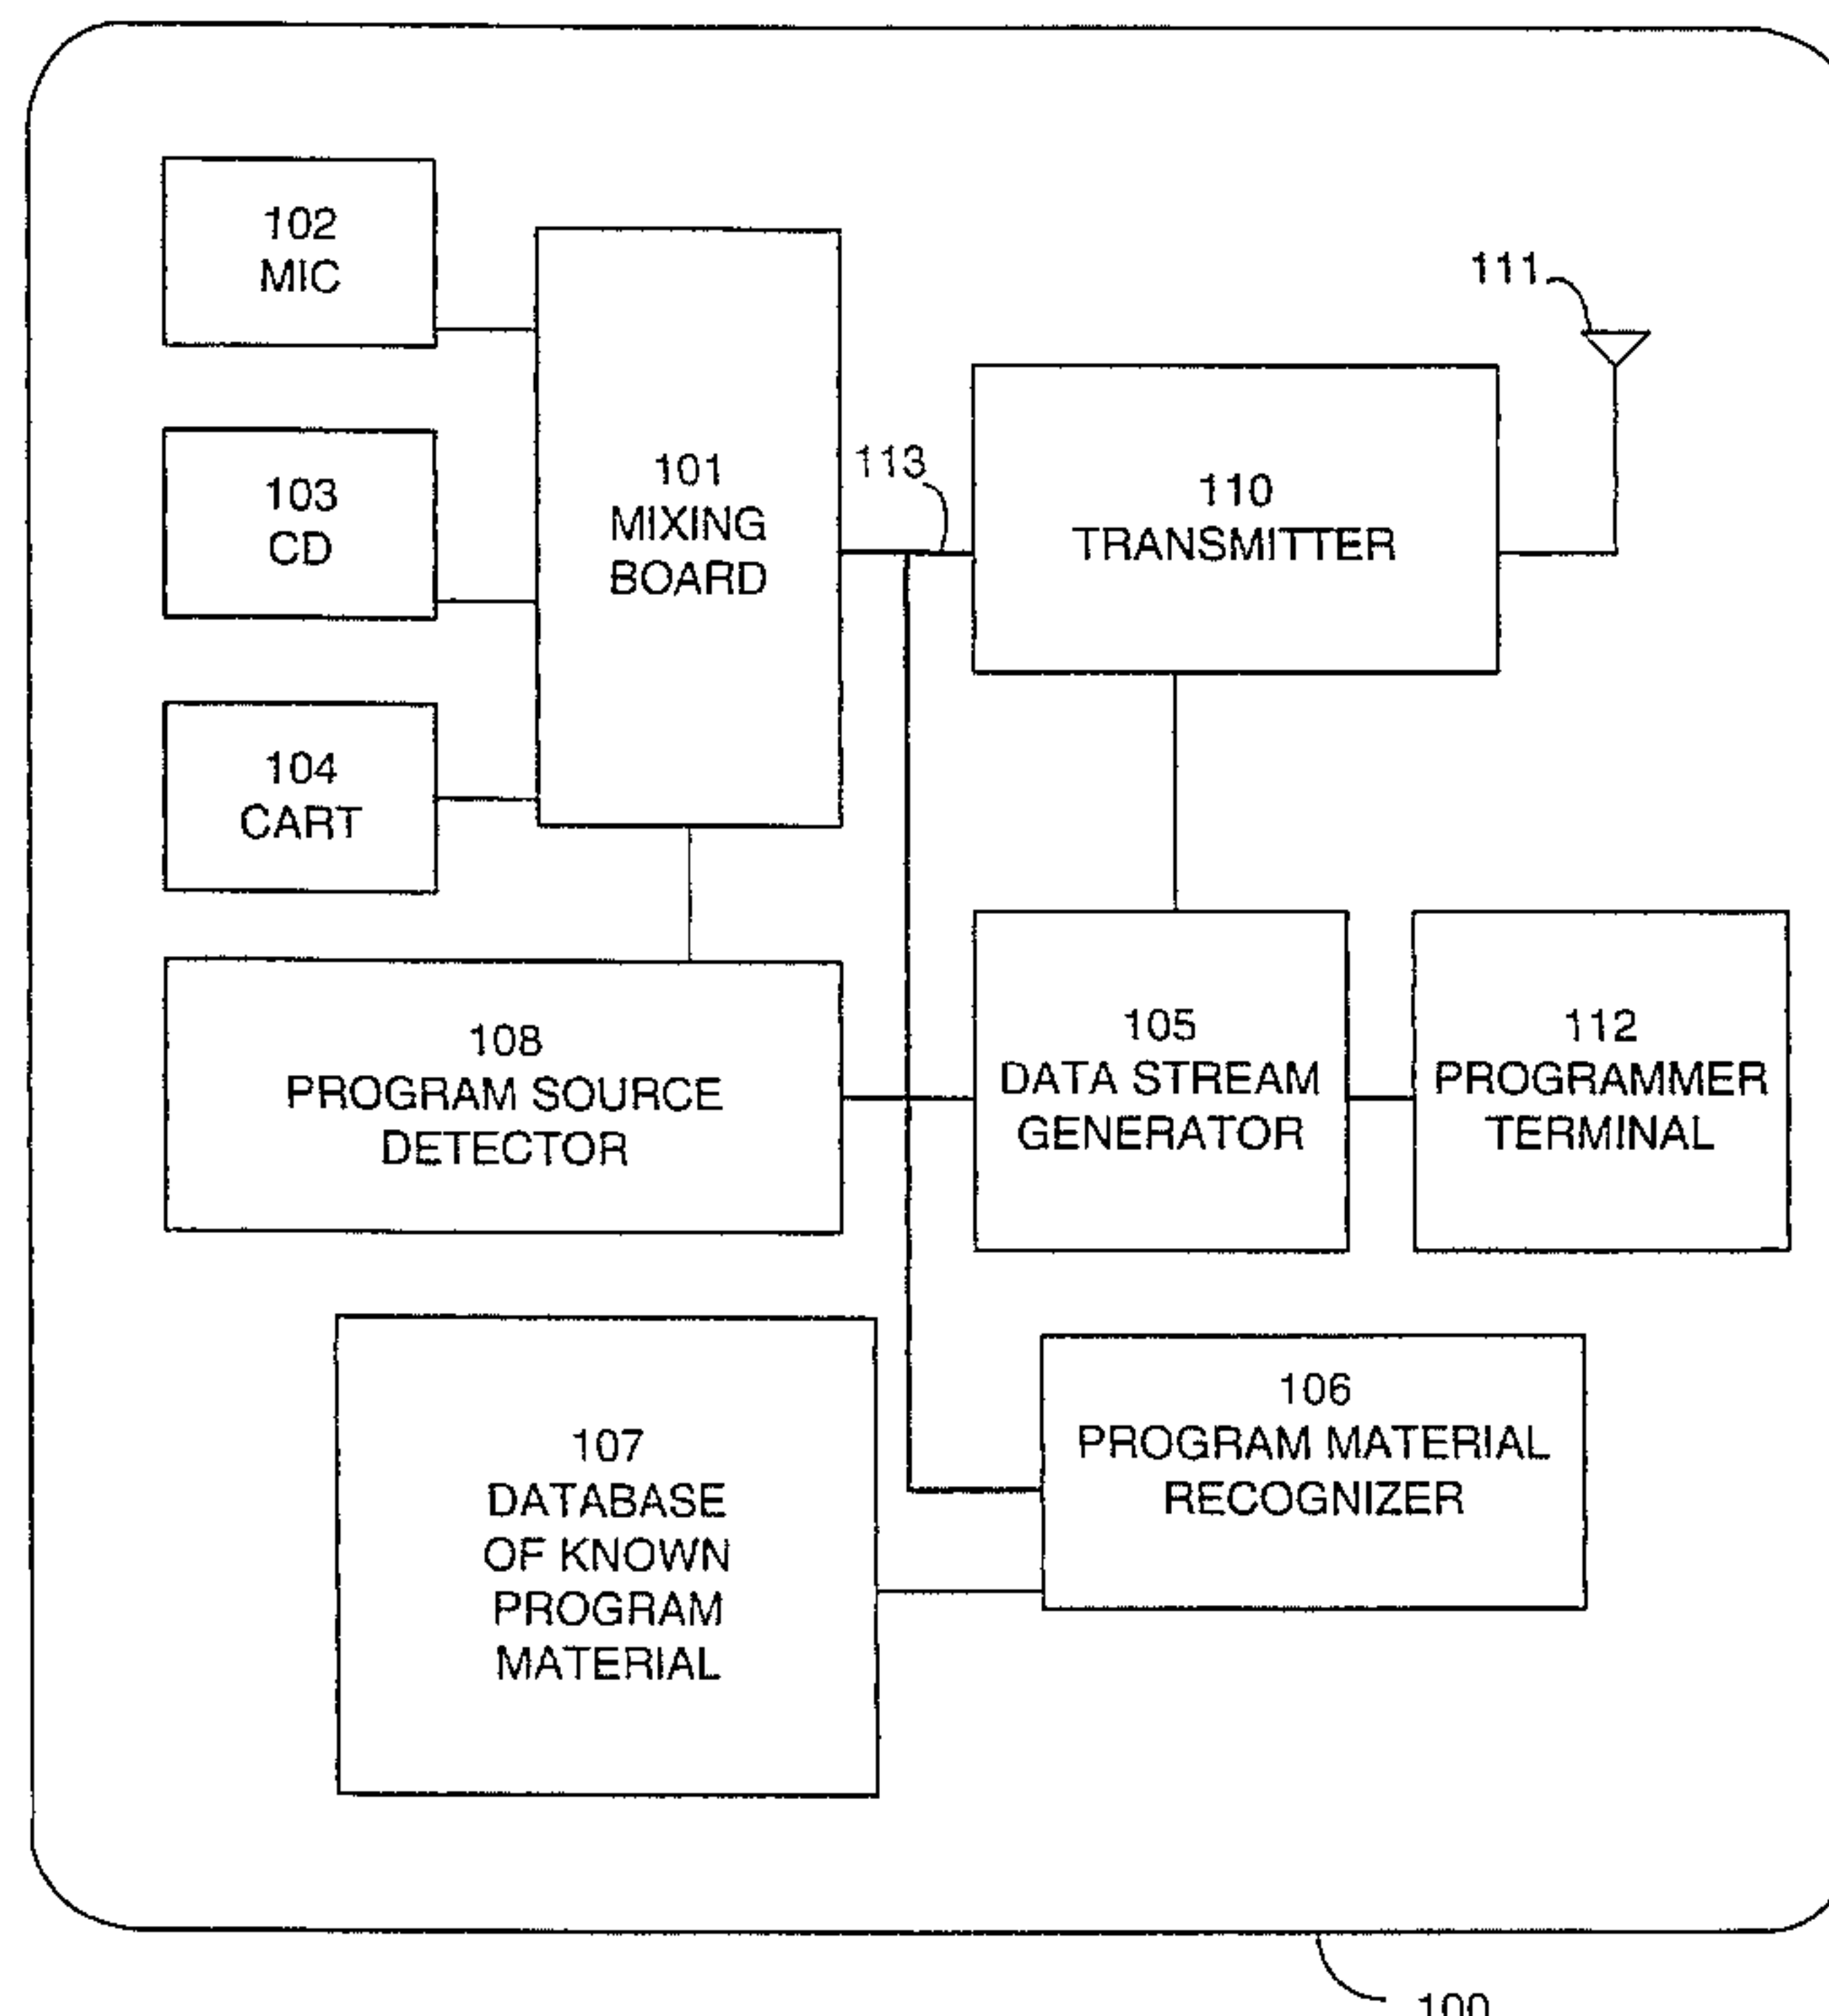 102
MIC
111
103
CD
101
MIXING
BOARD
113
110
TRANSMITTER
104
CART
108
PROGRAM SOURCE
DETECTOR
105
DATA STREAM
GENERATOR
112
PROGRAMMER
TERMINAL
107
DATABASE
OF KNOWN
PROGRAM
MATERIAL
106
PROGRAM MATERIAL
RECOGNIZER
100